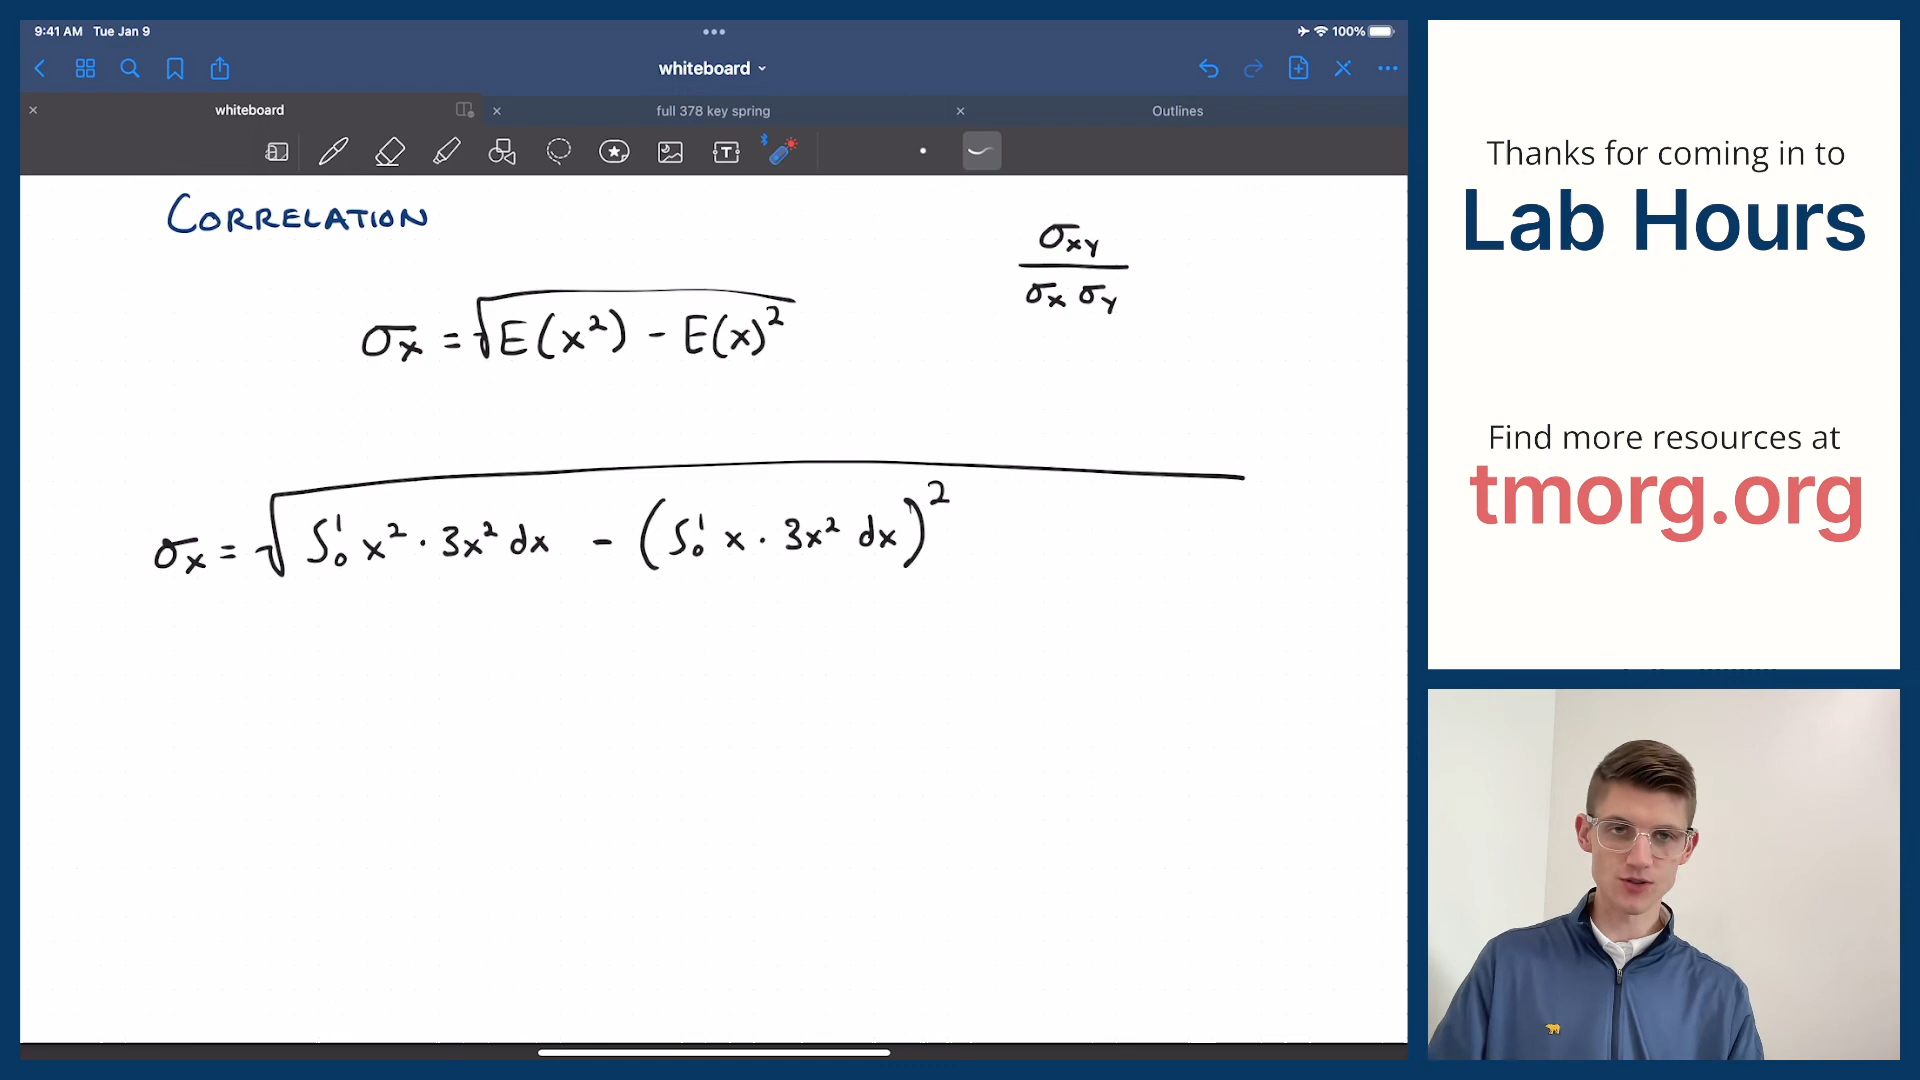 9:41 AM Tue Jan 9
100%
whiteboard
whiteboard
full 378 key spring
Outlines
T
CORRELATION
σxy
σx σy
σx = √E(x²) - E(x)²
σx = √∫₀¹ x² · 3x² dx - (∫₀¹ x · 3x² dx)²
Thanks for coming in to
Lab Hours
Find more resources at
tmorg.org